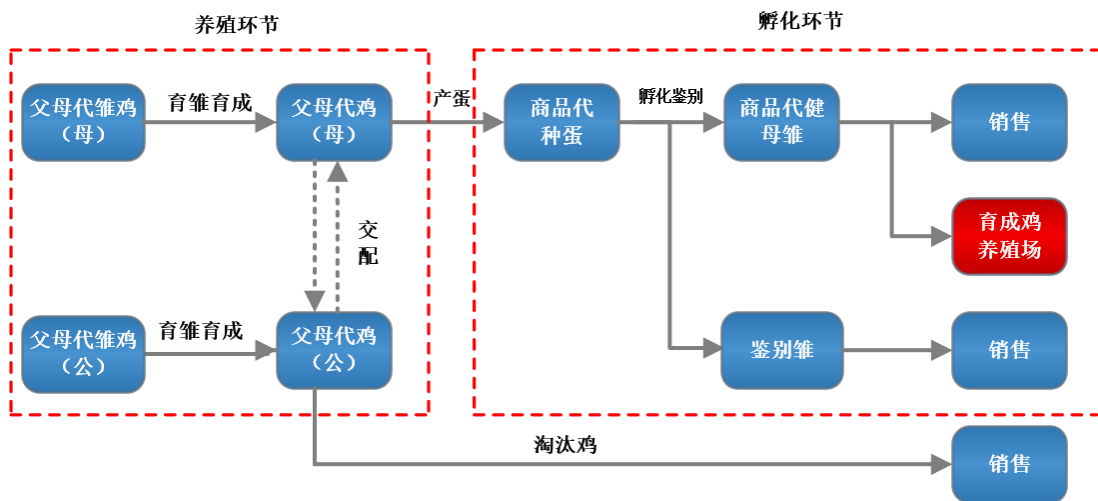 养殖环节
孵化环节
父母代雏鸡
（母）
育雏育成
父母代鸡
（母）
产蛋
商品代
种蛋
孵化鉴别
商品代健
母雏
销售
育成鸡
养殖场
交
配
父母代雏鸡
（公）
育雏育成
父母代鸡
（公）
鉴别雏
销售
淘汰鸡
销售